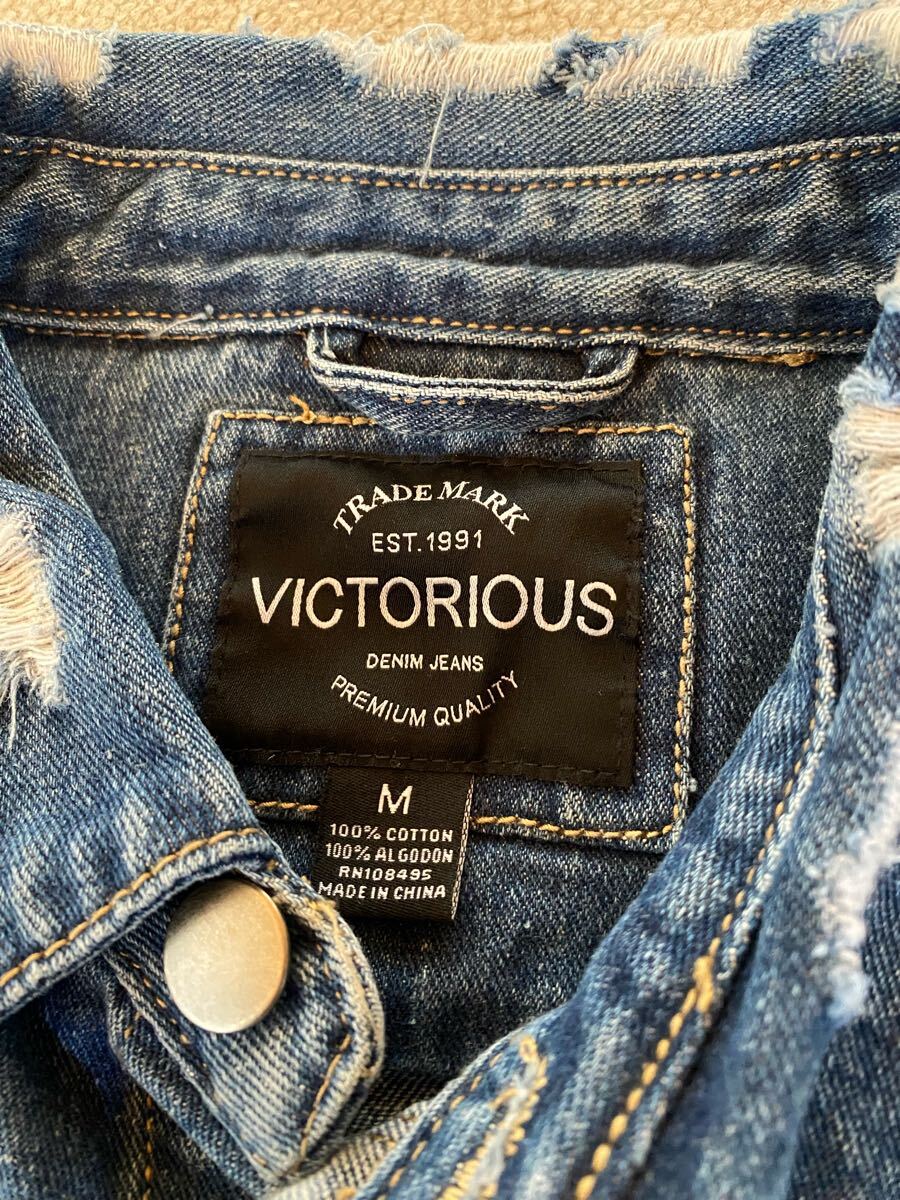 TRADE MARK
EST.1991
VICTORIOUS
DENIM JEANS
PREMIUM QUALITY
M
100% COTTON
100% ALGODON
RN108495
MADE IN CHINA